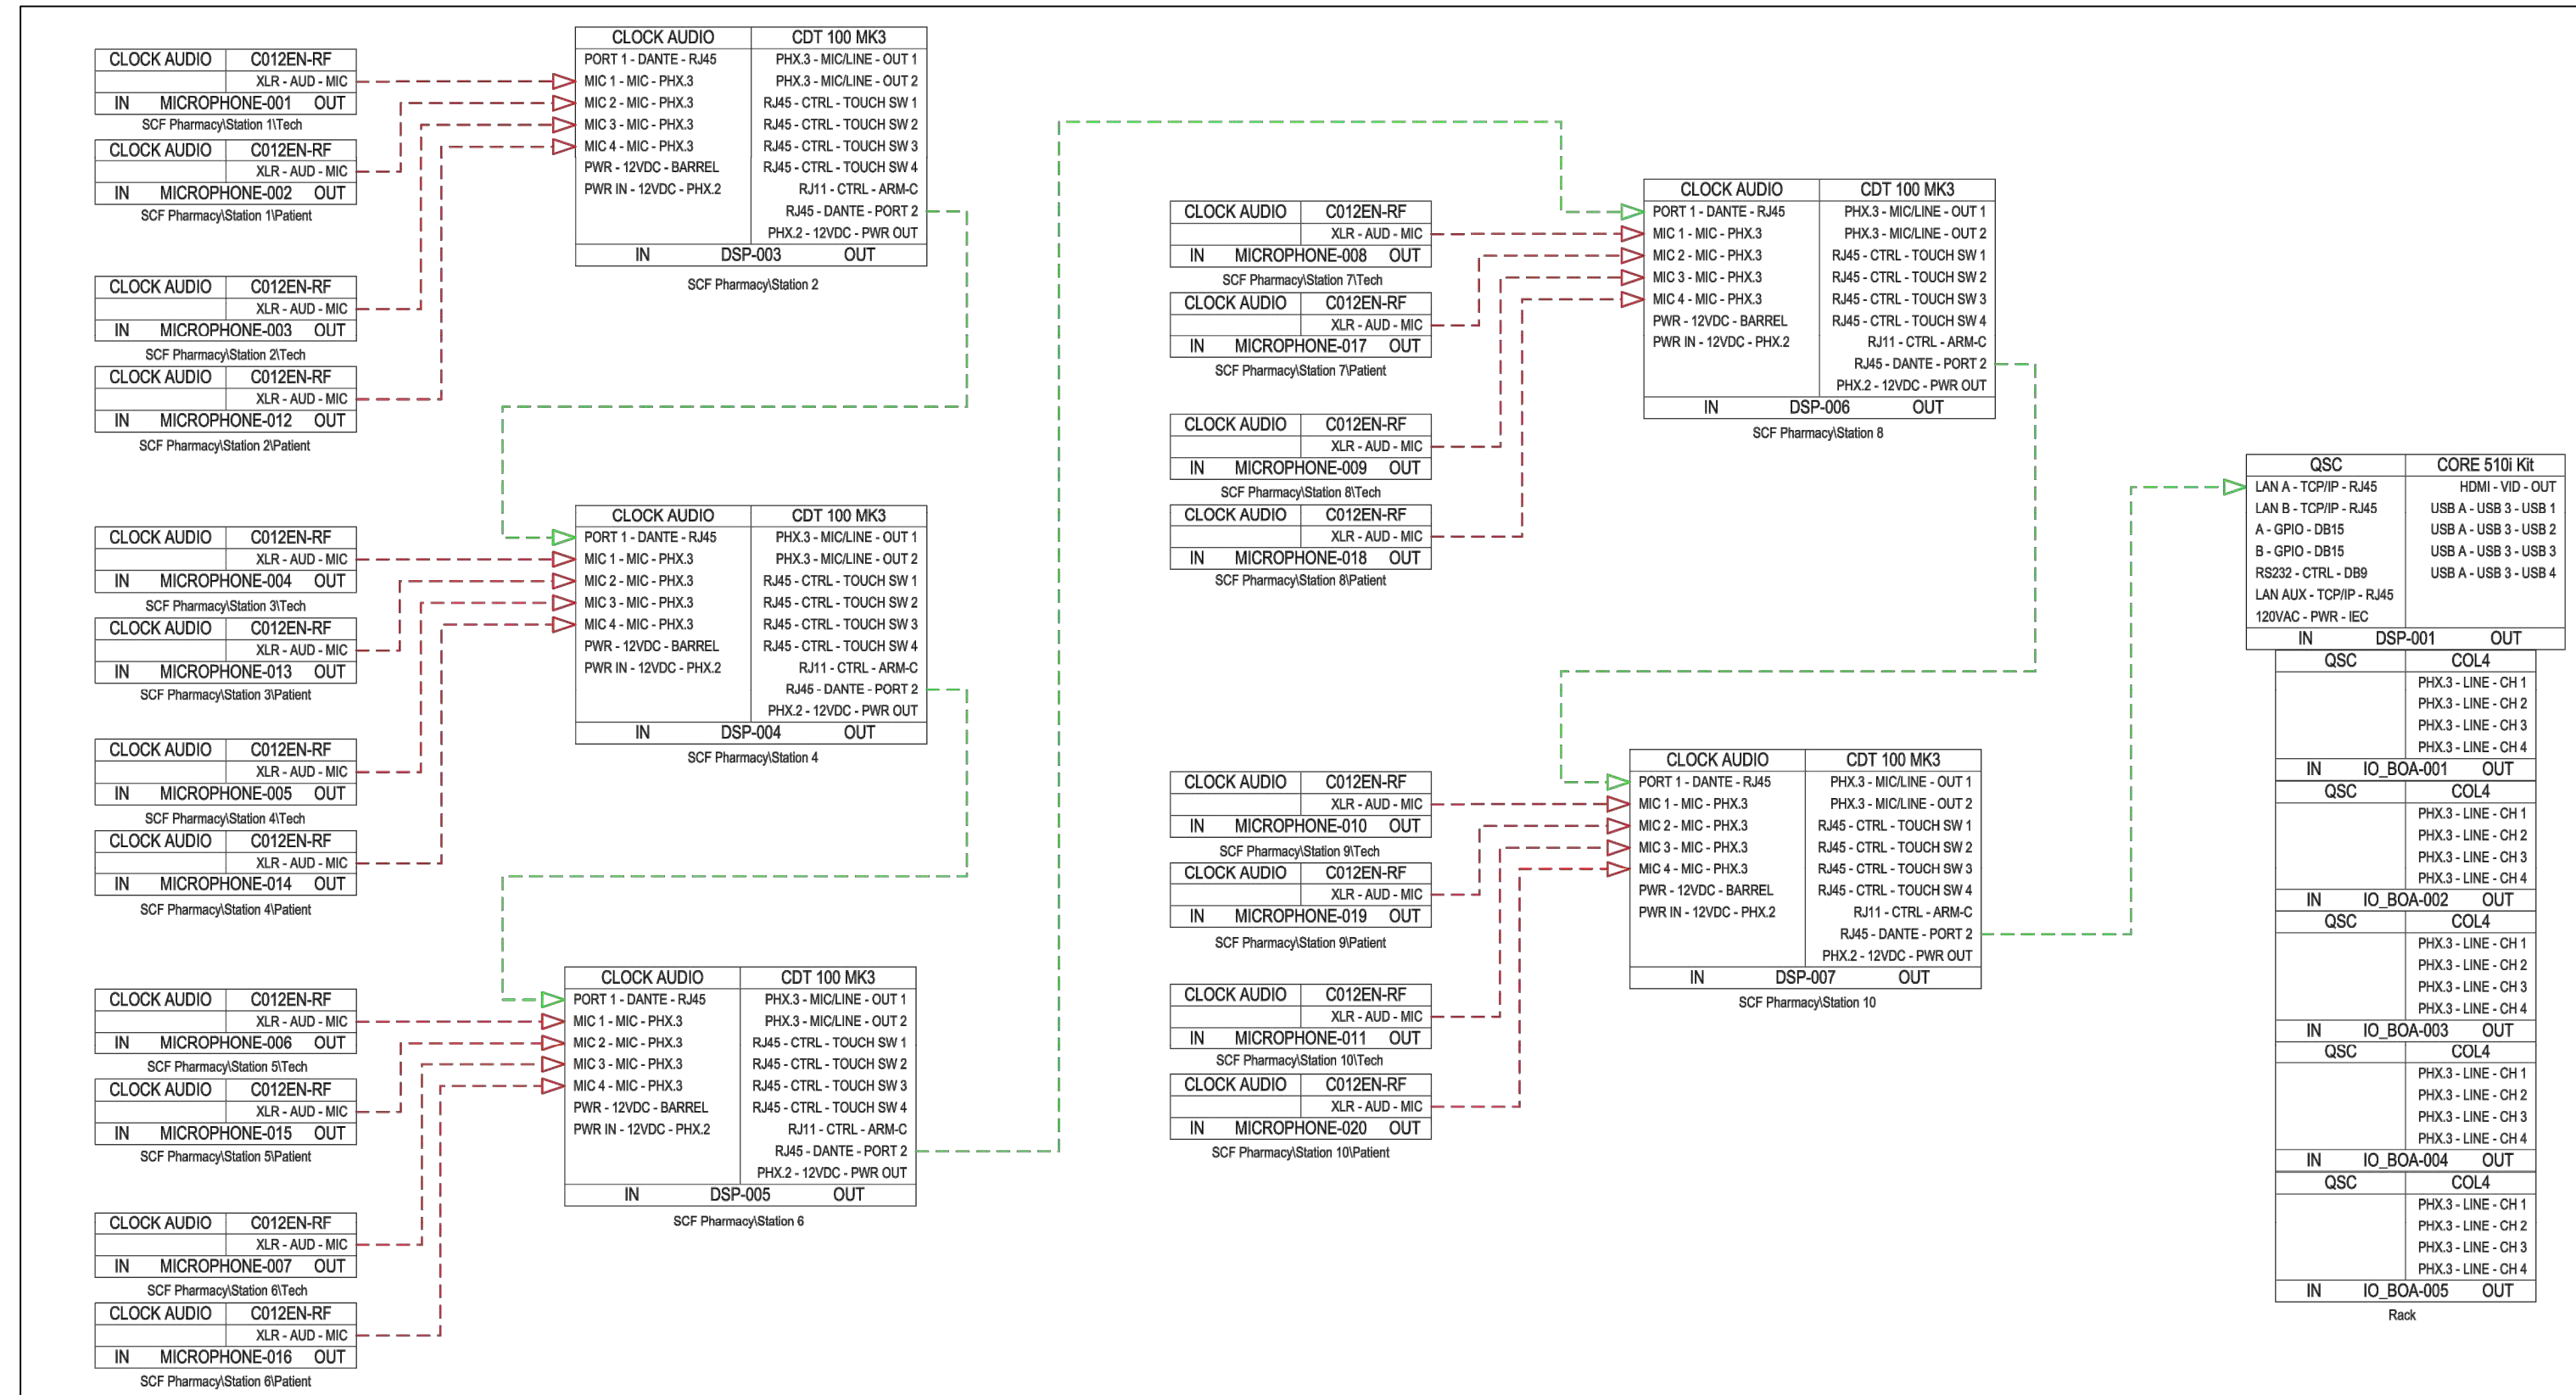 CLOCK AUDIO C012EN-RF
XLR - AUD - MIC
IN MICROPHONE-001 OUT
SCF Pharmacy\Station 1\Tech
CLOCK AUDIO C012EN-RF
XLR - AUD - MIC
IN MICROPHONE-002 OUT
SCF Pharmacy\Station 1\Patient
CLOCK AUDIO C012EN-RF
XLR - AUD - MIC
IN MICROPHONE-003 OUT
SCF Pharmacy\Station 2\Tech
CLOCK AUDIO C012EN-RF
XLR - AUD - MIC
IN MICROPHONE-012 OUT
SCF Pharmacy\Station 2\Patient
CLOCK AUDIO CDT 100 MK3
PORT 1 - DANTE - RJ45 PHX.3 - MIC/LINE - OUT 1
MIC 1 - MIC - PHX.3 PHX.3 - MIC/LINE - OUT 2
MIC 2 - MIC - PHX.3 RJ45 - CTRL - TOUCH SW 1
MIC 3 - MIC - PHX.3 RJ45 - CTRL - TOUCH SW 2
MIC 4 - MIC - PHX.3 RJ45 - CTRL - TOUCH SW 3
PWR - 12VDC - BARREL RJ45 - CTRL - TOUCH SW 4
PWR IN - 12VDC - PHX.2 RJ11 - CTRL - ARM-C
RJ45 - DANTE - PORT 2
PHX.2 - 12VDC - PWR OUT
IN DSP-003 OUT
SCF Pharmacy\Station 2
CLOCK AUDIO C012EN-RF
XLR - AUD - MIC
IN MICROPHONE-004 OUT
SCF Pharmacy\Station 3\Tech
CLOCK AUDIO C012EN-RF
XLR - AUD - MIC
IN MICROPHONE-013 OUT
SCF Pharmacy\Station 3\Patient
CLOCK AUDIO C012EN-RF
XLR - AUD - MIC
IN MICROPHONE-005 OUT
SCF Pharmacy\Station 4\Tech
CLOCK AUDIO C012EN-RF
XLR - AUD - MIC
IN MICROPHONE-014 OUT
SCF Pharmacy\Station 4\Patient
CLOCK AUDIO CDT 100 MK3
PORT 1 - DANTE - RJ45 PHX.3 - MIC/LINE - OUT 1
MIC 1 - MIC - PHX.3 PHX.3 - MIC/LINE - OUT 2
MIC 2 - MIC - PHX.3 RJ45 - CTRL - TOUCH SW 1
MIC 3 - MIC - PHX.3 RJ45 - CTRL - TOUCH SW 2
MIC 4 - MIC - PHX.3 RJ45 - CTRL - TOUCH SW 3
PWR - 12VDC - BARREL RJ45 - CTRL - TOUCH SW 4
PWR IN - 12VDC - PHX.2 RJ11 - CTRL - ARM-C
RJ45 - DANTE - PORT 2
PHX.2 - 12VDC - PWR OUT
IN DSP-004 OUT
SCF Pharmacy\Station 4
CLOCK AUDIO C012EN-RF
XLR - AUD - MIC
IN MICROPHONE-006 OUT
SCF Pharmacy\Station 5\Tech
CLOCK AUDIO C012EN-RF
XLR - AUD - MIC
IN MICROPHONE-015 OUT
SCF Pharmacy\Station 5\Patient
CLOCK AUDIO C012EN-RF
XLR - AUD - MIC
IN MICROPHONE-007 OUT
SCF Pharmacy\Station 6\Tech
CLOCK AUDIO C012EN-RF
XLR - AUD - MIC
IN MICROPHONE-016 OUT
SCF Pharmacy\Station 6\Patient
CLOCK AUDIO CDT 100 MK3
PORT 1 - DANTE - RJ45 PHX.3 - MIC/LINE - OUT 1
MIC 1 - MIC - PHX.3 PHX.3 - MIC/LINE - OUT 2
MIC 2 - MIC - PHX.3 RJ45 - CTRL - TOUCH SW 1
MIC 3 - MIC - PHX.3 RJ45 - CTRL - TOUCH SW 2
MIC 4 - MIC - PHX.3 RJ45 - CTRL - TOUCH SW 3
PWR - 12VDC - BARREL RJ45 - CTRL - TOUCH SW 4
PWR IN - 12VDC - PHX.2 RJ11 - CTRL - ARM-C
RJ45 - DANTE - PORT 2
PHX.2 - 12VDC - PWR OUT
IN DSP-005 OUT
SCF Pharmacy\Station 6
CLOCK AUDIO C012EN-RF
XLR - AUD - MIC
IN MICROPHONE-008 OUT
SCF Pharmacy\Station 7\Tech
CLOCK AUDIO C012EN-RF
XLR - AUD - MIC
IN MICROPHONE-017 OUT
SCF Pharmacy\Station 7\Patient
CLOCK AUDIO C012EN-RF
XLR - AUD - MIC
IN MICROPHONE-009 OUT
SCF Pharmacy\Station 8\Tech
CLOCK AUDIO C012EN-RF
XLR - AUD - MIC
IN MICROPHONE-018 OUT
SCF Pharmacy\Station 8\Patient
CLOCK AUDIO CDT 100 MK3
PORT 1 - DANTE - RJ45 PHX.3 - MIC/LINE - OUT 1
MIC 1 - MIC - PHX.3 PHX.3 - MIC/LINE - OUT 2
MIC 2 - MIC - PHX.3 RJ45 - CTRL - TOUCH SW 1
MIC 3 - MIC - PHX.3 RJ45 - CTRL - TOUCH SW 2
MIC 4 - MIC - PHX.3 RJ45 - CTRL - TOUCH SW 3
PWR - 12VDC - BARREL RJ45 - CTRL - TOUCH SW 4
PWR IN - 12VDC - PHX.2 RJ11 - CTRL - ARM-C
RJ45 - DANTE - PORT 2
PHX.2 - 12VDC - PWR OUT
IN DSP-006 OUT
SCF Pharmacy\Station 8
CLOCK AUDIO C012EN-RF
XLR - AUD - MIC
IN MICROPHONE-010 OUT
SCF Pharmacy\Station 9\Tech
CLOCK AUDIO C012EN-RF
XLR - AUD - MIC
IN MICROPHONE-019 OUT
SCF Pharmacy\Station 9\Patient
CLOCK AUDIO C012EN-RF
XLR - AUD - MIC
IN MICROPHONE-011 OUT
SCF Pharmacy\Station 10\Tech
CLOCK AUDIO C012EN-RF
XLR - AUD - MIC
IN MICROPHONE-020 OUT
SCF Pharmacy\Station 10\Patient
CLOCK AUDIO CDT 100 MK3
PORT 1 - DANTE - RJ45 PHX.3 - MIC/LINE - OUT 1
MIC 1 - MIC - PHX.3 PHX.3 - MIC/LINE - OUT 2
MIC 2 - MIC - PHX.3 RJ45 - CTRL - TOUCH SW 1
MIC 3 - MIC - PHX.3 RJ45 - CTRL - TOUCH SW 2
MIC 4 - MIC - PHX.3 RJ45 - CTRL - TOUCH SW 3
PWR - 12VDC - BARREL RJ45 - CTRL - TOUCH SW 4
PWR IN - 12VDC - PHX.2 RJ11 - CTRL - ARM-C
RJ45 - DANTE - PORT 2
PHX.2 - 12VDC - PWR OUT
IN DSP-007 OUT
SCF Pharmacy\Station 10
QSC CORE 510i Kit
LAN A - TCP/IP - RJ45 HDMI - VID - OUT
LAN B - TCP/IP - RJ45 USB A - USB 3 - USB 1
A - GPIO - DB15 USB A - USB 3 - USB 2
B - GPIO - DB15 USB A - USB 3 - USB 3
RS232 - CTRL - DB9 USB A - USB 3 - USB 4
LAN AUX - TCP/IP - RJ45
120VAC - PWR - IEC
IN DSP-001 OUT
QSC COL4
PHX.3 - LINE - CH 1
PHX.3 - LINE - CH 2
PHX.3 - LINE - CH 3
PHX.3 - LINE - CH 4
IN IO_BOA-001 OUT
QSC COL4
PHX.3 - LINE - CH 1
PHX.3 - LINE - CH 2
PHX.3 - LINE - CH 3
PHX.3 - LINE - CH 4
IN IO_BOA-002 OUT
QSC COL4
PHX.3 - LINE - CH 1
PHX.3 - LINE - CH 2
PHX.3 - LINE - CH 3
PHX.3 - LINE - CH 4
IN IO_BOA-003 OUT
QSC COL4
PHX.3 - LINE - CH 1
PHX.3 - LINE - CH 2
PHX.3 - LINE - CH 3
PHX.3 - LINE - CH 4
IN IO_BOA-004 OUT
QSC COL4
PHX.3 - LINE - CH 1
PHX.3 - LINE - CH 2
PHX.3 - LINE - CH 3
PHX.3 - LINE - CH 4
IN IO_BOA-005 OUT
Rack